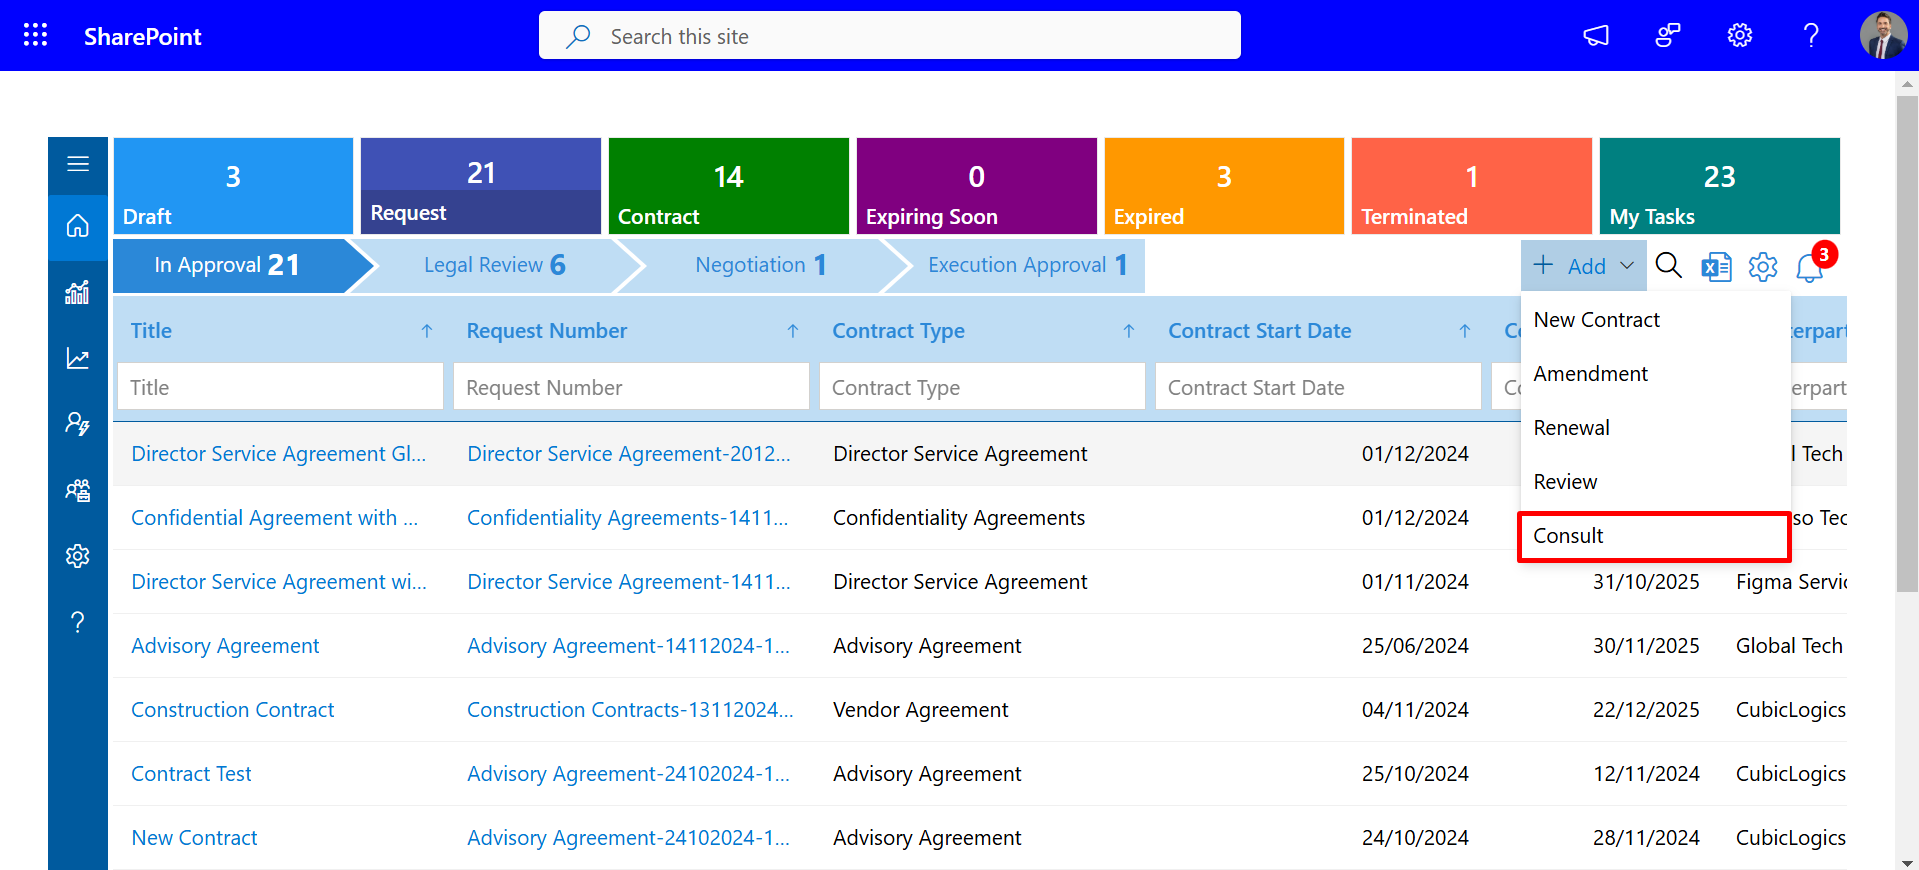 SharePoint
Search this site
3
Draft
21
Request
14
Contract
0
Expiring Soon
3
Expired
1
Terminated
23
My Tasks
In Approval 21
Legal Review 6
Negotiation 1
Execution Approval 1
Add
3
New Contract
Amendment
Renewal
Review
Consult
Title
Request Number
Contract Type
Contract Start Date
Title
Request Number
Contract Type
Contract Start Date
Director Service Agreement Gl... Director Service Agreement-2012... Director Service Agreement 01/12/2024 Tech
Confidential Agreement with ... Confidentiality Agreements-1411... Confidentiality Agreements 01/12/2024
Director Service Agreement wi... Director Service Agreement-1411... Director Service Agreement 01/11/2024 31/10/2025 Figma
Advisory Agreement Advisory Agreement-14112024-1... Advisory Agreement 25/06/2024 30/11/2025 Global Tech
Construction Contract Construction Contracts-13112024... Vendor Agreement 04/11/2024 22/12/2025 CubicLogics
Contract Test Advisory Agreement-24102024-1... Advisory Agreement 25/10/2024 12/11/2024 CubicLogics
New Contract Advisory Agreement-24102024-1... Advisory Agreement 24/10/2024 28/11/2024 CubicLogics